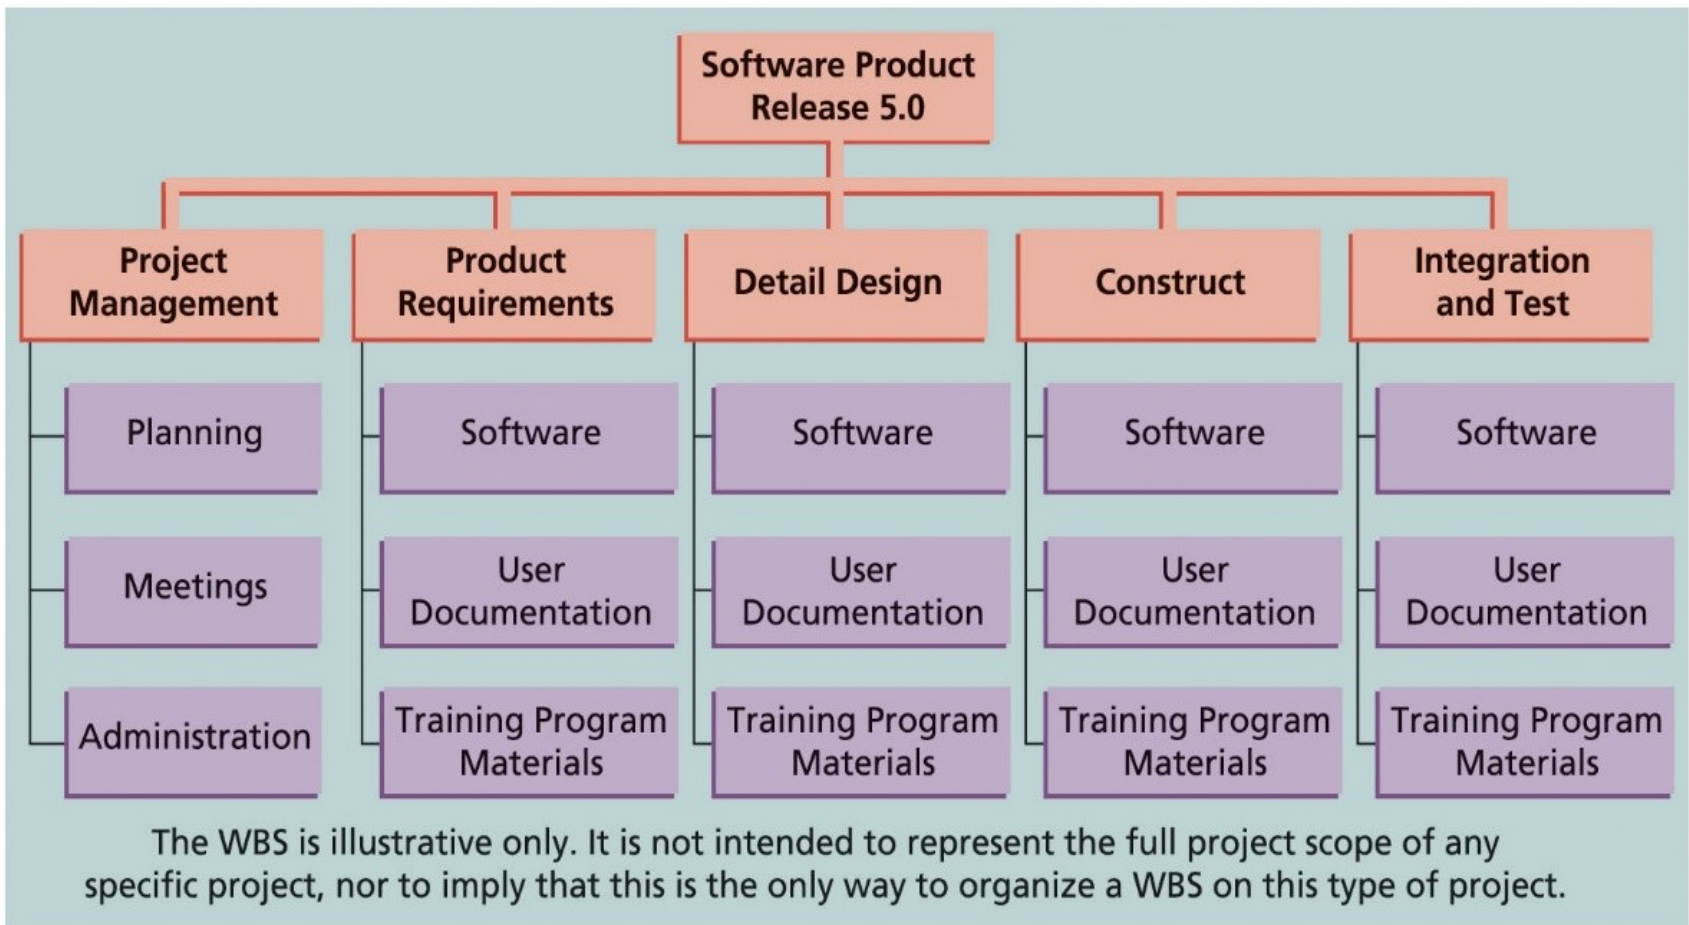 Software Product
Release 5.0
Project
Management
Product
Requirements
Detail Design
Construct
Integration
and Test
Planning
Software
Software
Software
Software
Meetings
User
Documentation
User
Documentation
User
Documentation
User
Documentation
Administration
Training Program
Materials
Training Program
Materials
Training Program
Materials
Training Program
Materials
The WBS is illustrative only. It is not intended to represent the full project scope of any
specific project, nor to imply that this is the only way to organize a WBS on this type of project.